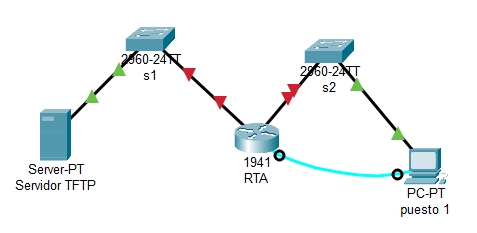 2960-24TT
s1
2960-24TT
s2
Server-PT
Servidor TFTP
1941
RTA
PC-PT
puesto 1